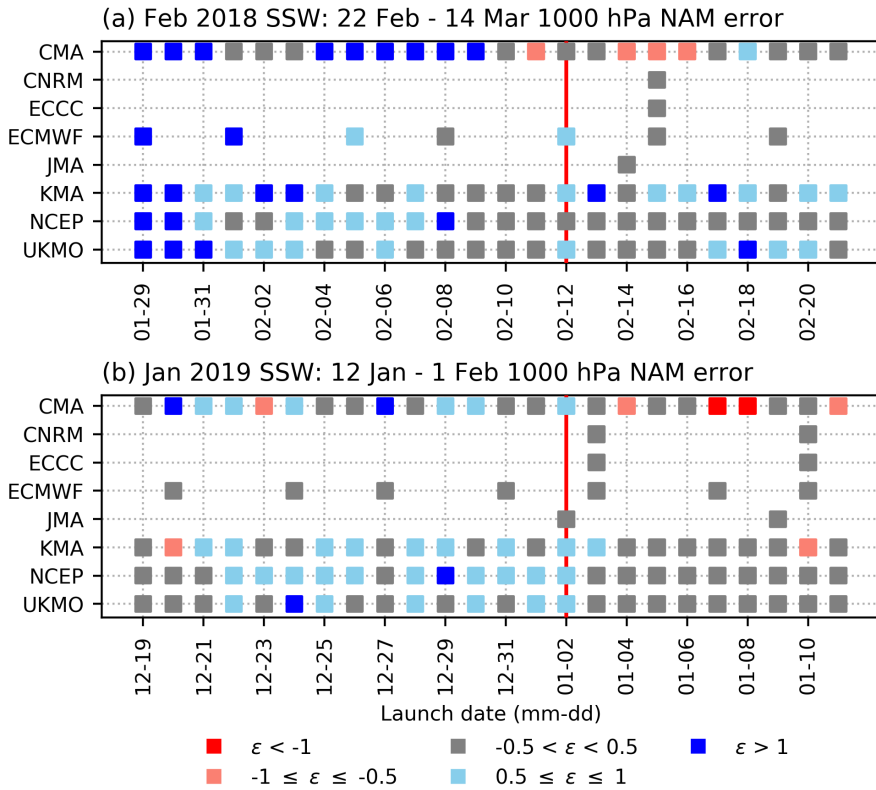 (a) Feb 2018 SSW: 22 Feb - 14 Mar 1000 hPa NAM error
CMA
CNRM
ECCC
ECMWF
JMA
KMA
NCEP
UKMO
01-29 01-31 02-02 02-04 02-06 02-08 02-10 02-12 02-14 02-16 02-18 02-20
(b) Jan 2019 SSW: 12 Jan - 1 Feb 1000 hPa NAM error
CMA
CNRM
ECCC
ECMWF
JMA
KMA
NCEP
UKMO
12-19 12-21 12-23 12-25 12-27 12-29 12-31 01-02 01-04 01-06 01-08 01-10
Launch date (mm-dd)
ε < -1 -0.5 < ε < 0.5 ε > 1
-1 ≤ ε ≤ -0.5 0.5 ≤ ε ≤ 1